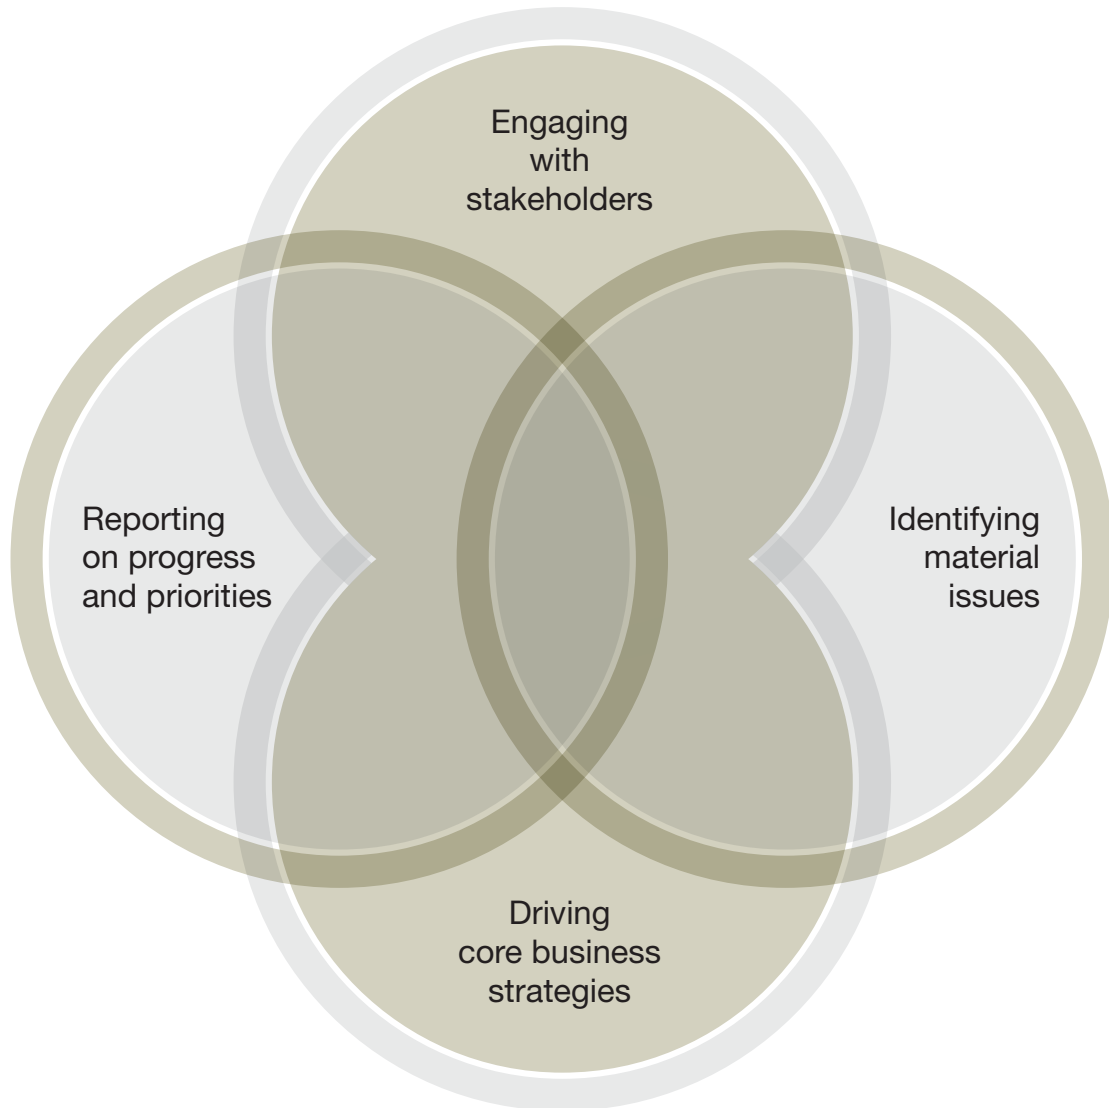 Engaging
with
stakeholders
Reporting
on progress
and priorities
Identifying
material
issues
Driving
core business
strategies